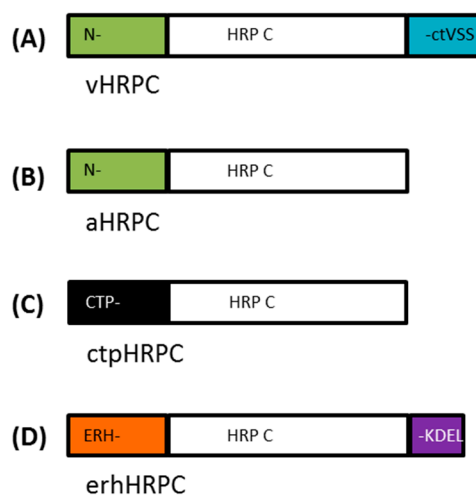 (A) N- HRP C -ctVSS
vHRPC
(B) N- HRP C
aHRPC
(C) CTP- HRP C
ctpHRPC
(D) ERH- HRP C -KDEL
erhHRPC